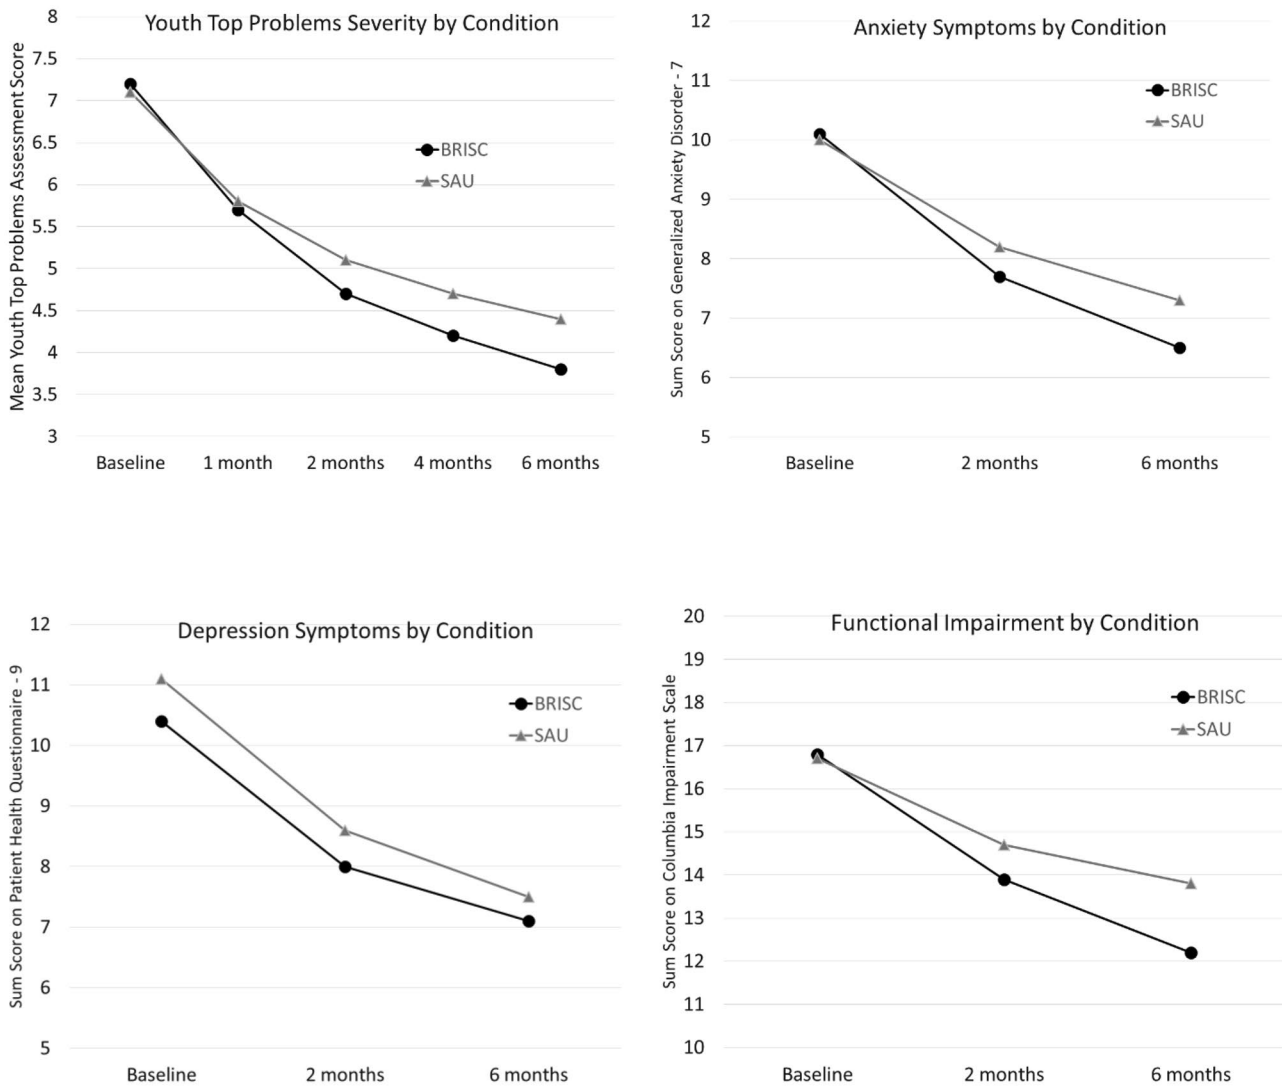 Youth Top Problems Severity by Condition
Mean Youth Top Problems Assessment Score
8
7.5
7
6.5
6
5.5
5
4.5
4
3.5
3
BRISC
SAU
Baseline 1 month 2 months 4 months 6 months
Anxiety Symptoms by Condition
Sum Score on Generalized Anxiety Disorder - 7
12
11
10
9
8
7
6
5
BRISC
SAU
Baseline 2 months 6 months
Depression Symptoms by Condition
Sum Score on Patient Health Questionnaire - 9
12
11
10
9
8
7
6
5
BRISC
SAU
Baseline 2 months 6 months
Functional Impairment by Condition
Sum Score on Columbia Impairment Scale
20
19
18
17
16
15
14
13
12
11
10
BRISC
SAU
Baseline 2 months 6 months